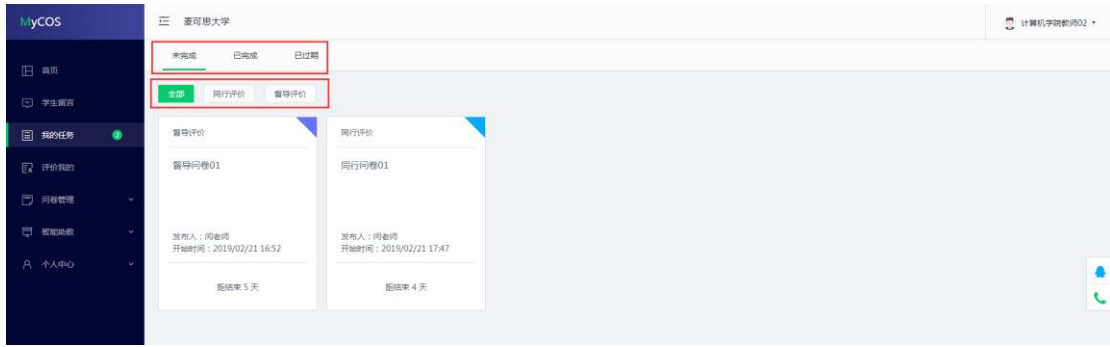 MyCOS
麦可思大学
计算机学院教师02
未完成 已完成 已过期
首页
全部 同行评价 督导评价
学生留言
我的任务 2
督导评价
同行评价
督导问卷01
同行问卷01
评价我的
问卷管理
智能助教
发布人：闫老师
开始时间：2019/02/21 16:52
发布人：闫老师
开始时间：2019/02/21 17:47
个人中心
距结束 5 天
距结束 4 天